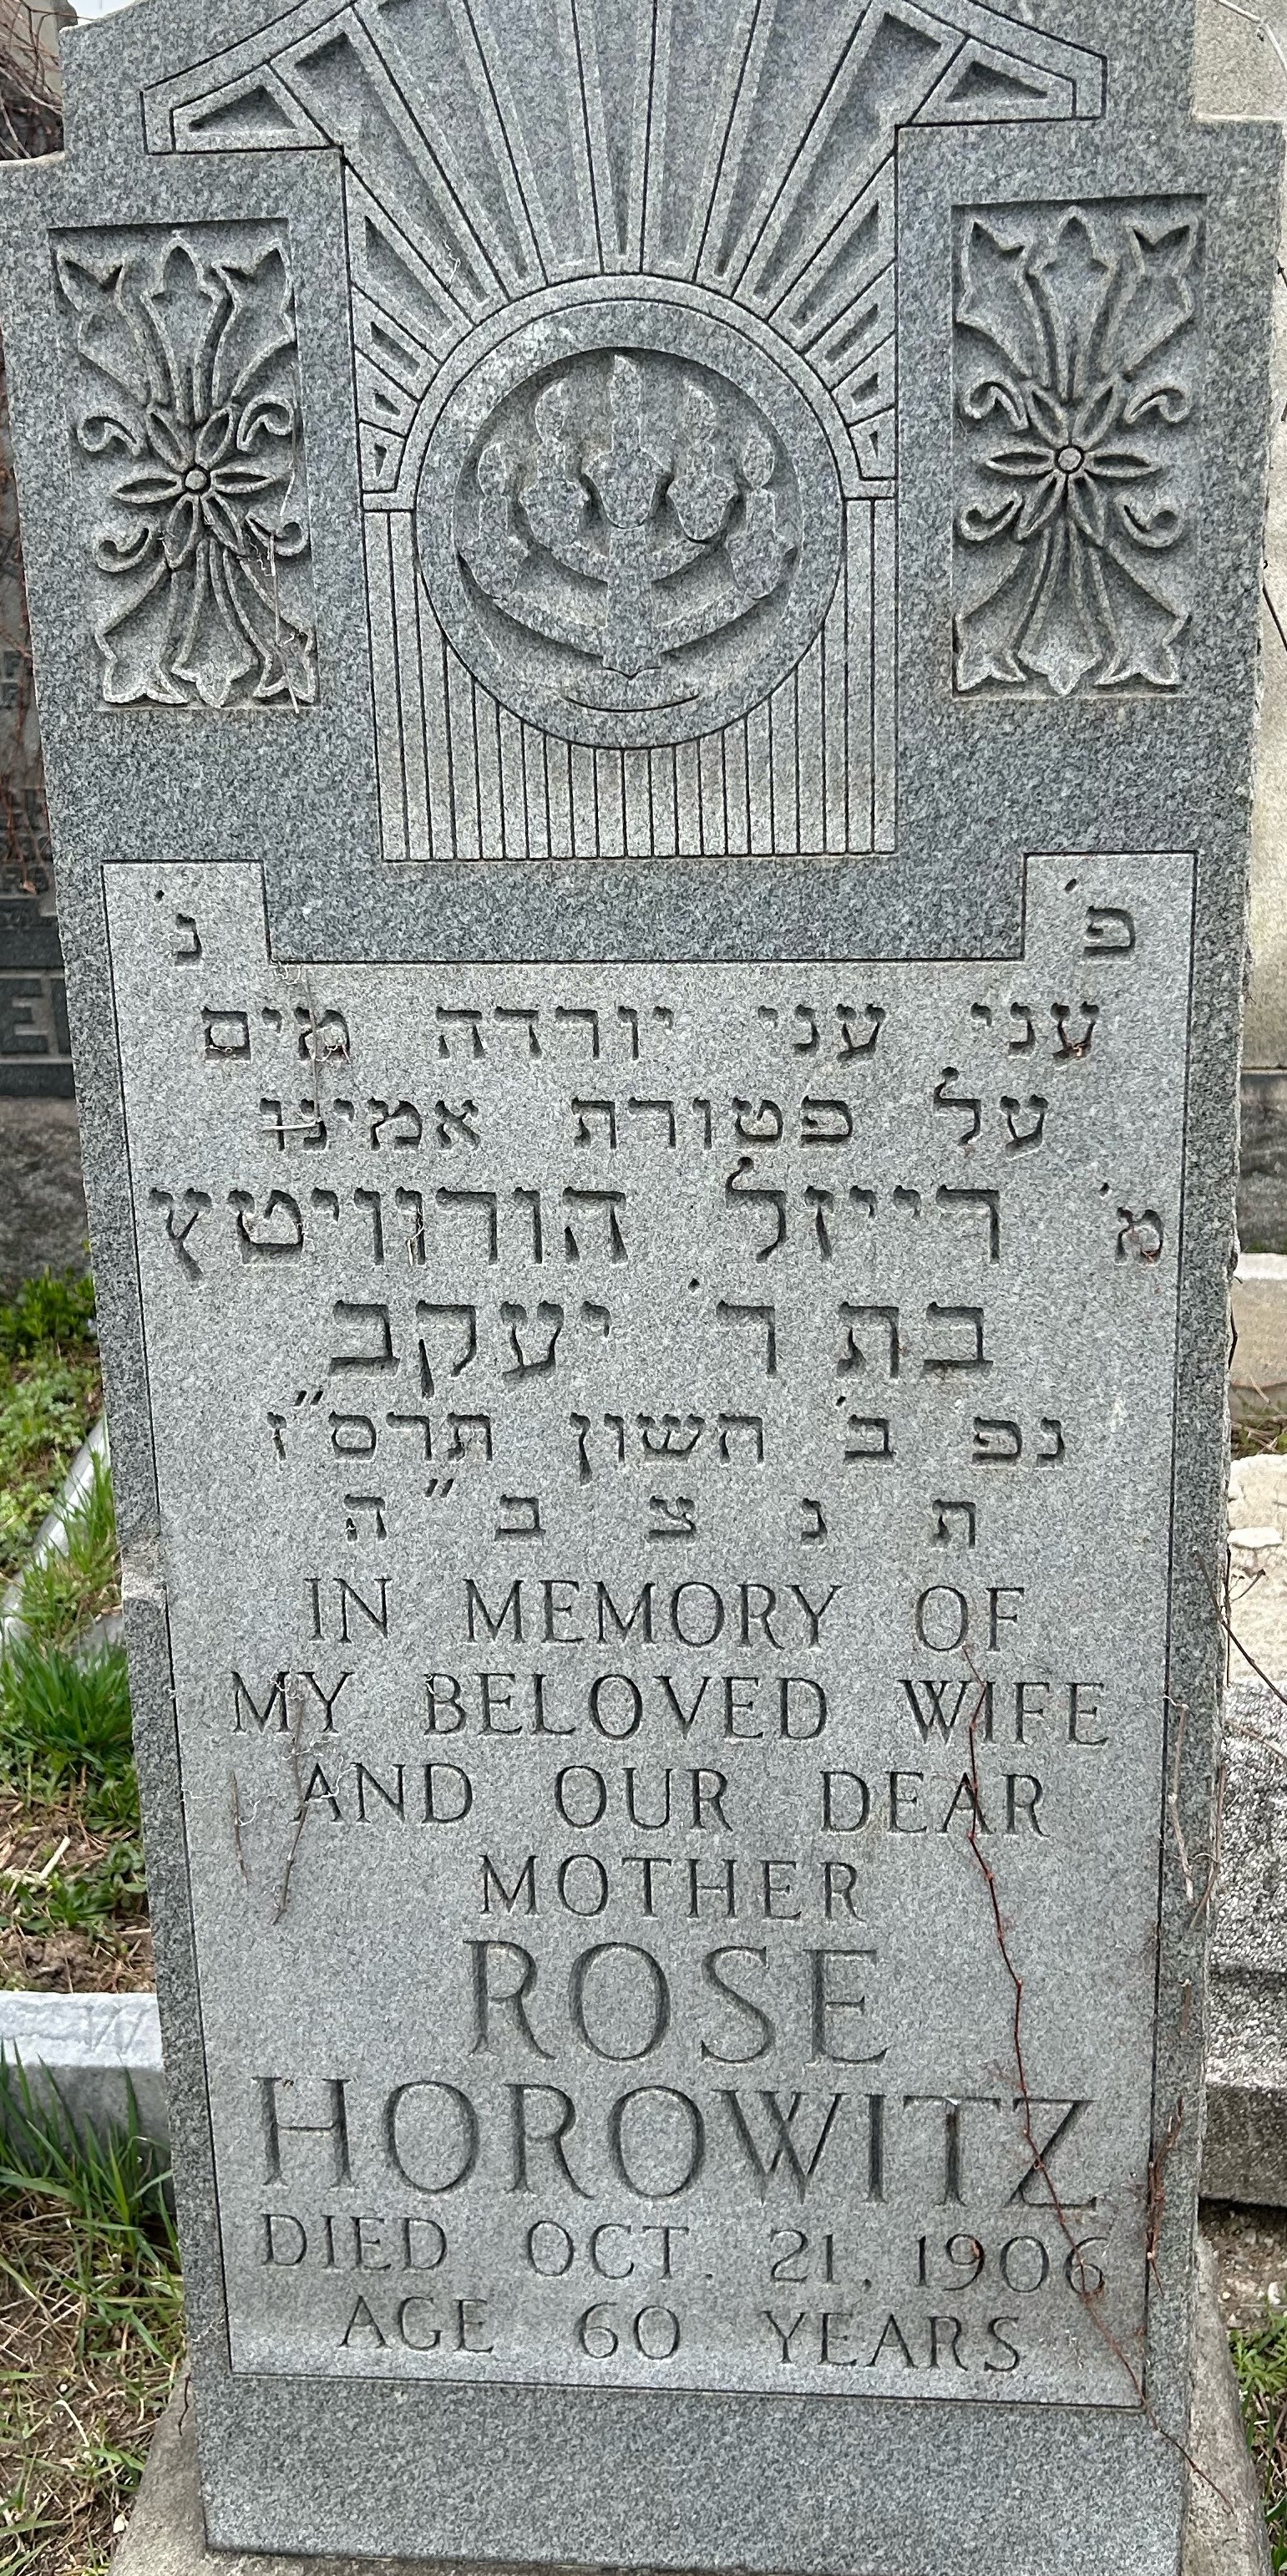 פ' נ'
עני עני יורדה מים
על פטורת אמינו
מ' רייזל הורוויטץ
בת ר' יעקב
נפ ב' חשון תרס"ז
ת נ צ ב"ה
IN MEMORY OF
MY BELOVED WIFE
AND OUR DEAR
MOTHER
ROSE
HOROWITZ
DIED OCT. 21, 1906
AGE 60 YEARS